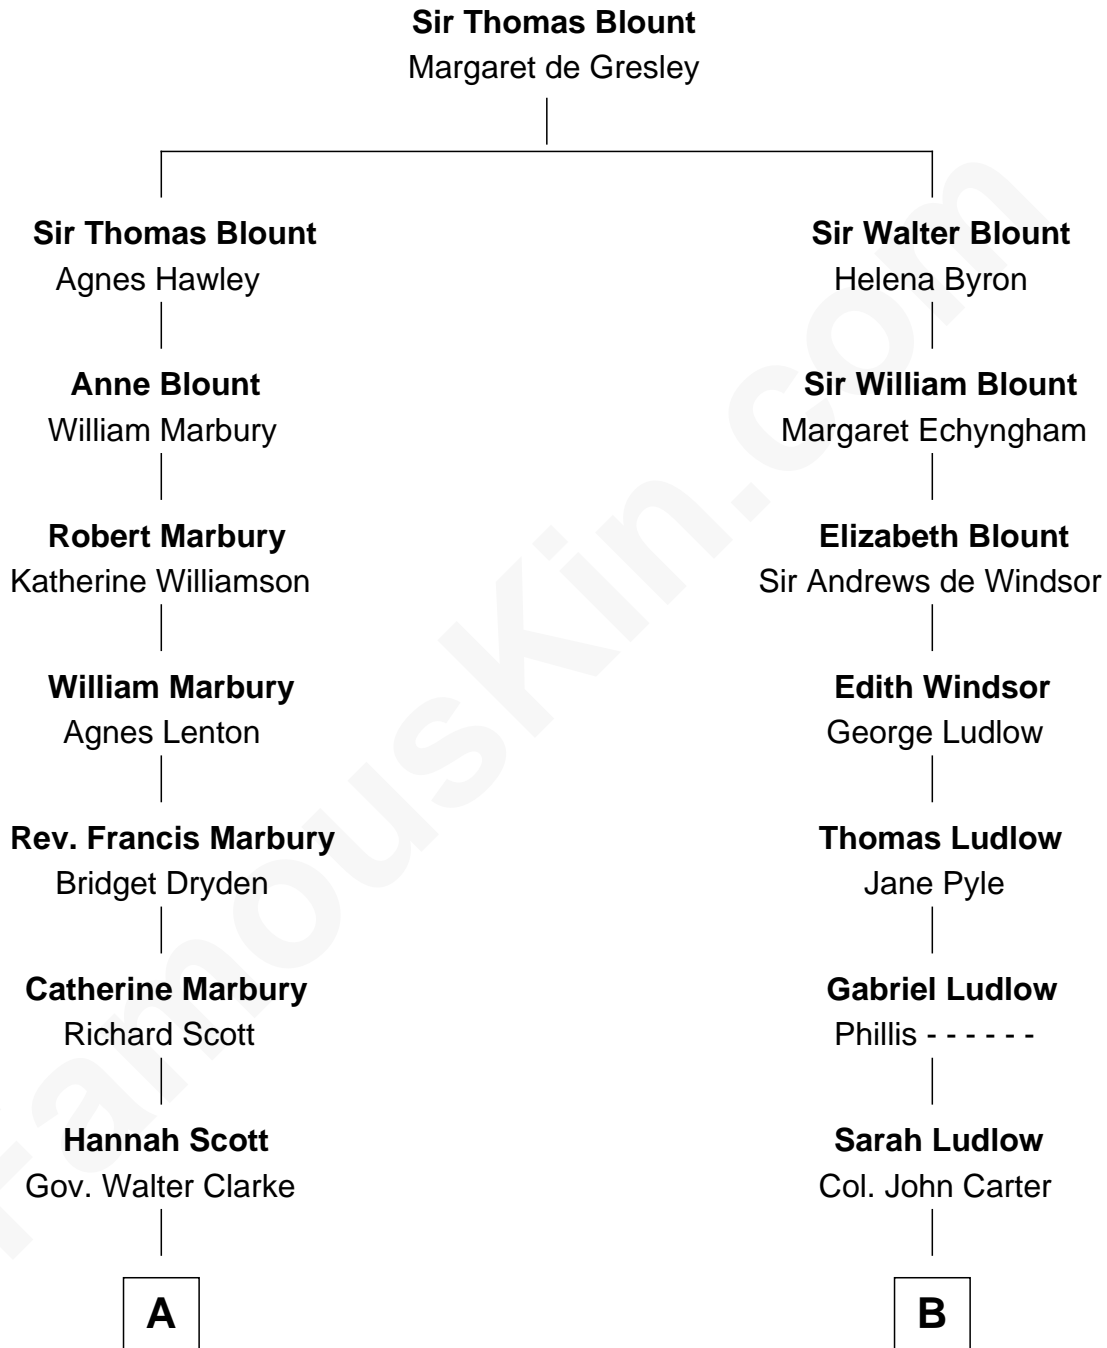 Sir Thomas Blount
Margaret de Gresley
Sir Thomas Blount
Agnes Hawley
Anne Blount
William Marbury
Robert Marbury
Katherine Williamson
William Marbury
Agnes Lenton
Rev. Francis Marbury
Bridget Dryden
Catherine Marbury
Richard Scott
Hannah Scott
Gov. Walter Clarke
A
Sir Walter Blount
Helena Byron
Sir William Blount
Margaret Echyngham
Elizabeth Blount
Sir Andrews de Windsor
Edith Windsor
George Ludlow
Thomas Ludlow
Jane Pyle
Gabriel Ludlow
Phillis - - - - - -
Sarah Ludlow
Col. John Carter
B
FamousKin.com